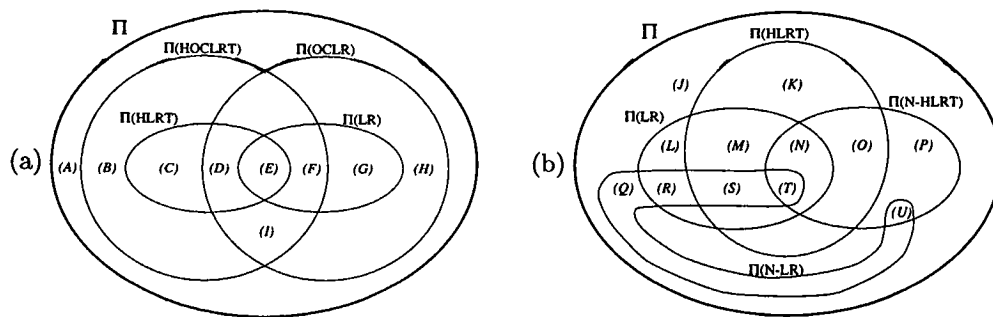 (a)
Π
Π(HOCLRT) Π(OCLR)
Π(HLRT) Π(LR)
(A) (B) (C) (D) (E) (F) (G) (H)
(I)
(b)
Π
Π(HLRT)
(J) (K)
Π(LR) Π(N-HLRT)
(L) (M) (N) (O) (P)
(Q) (R) (S) (T)
(U)
Π(N-LR)